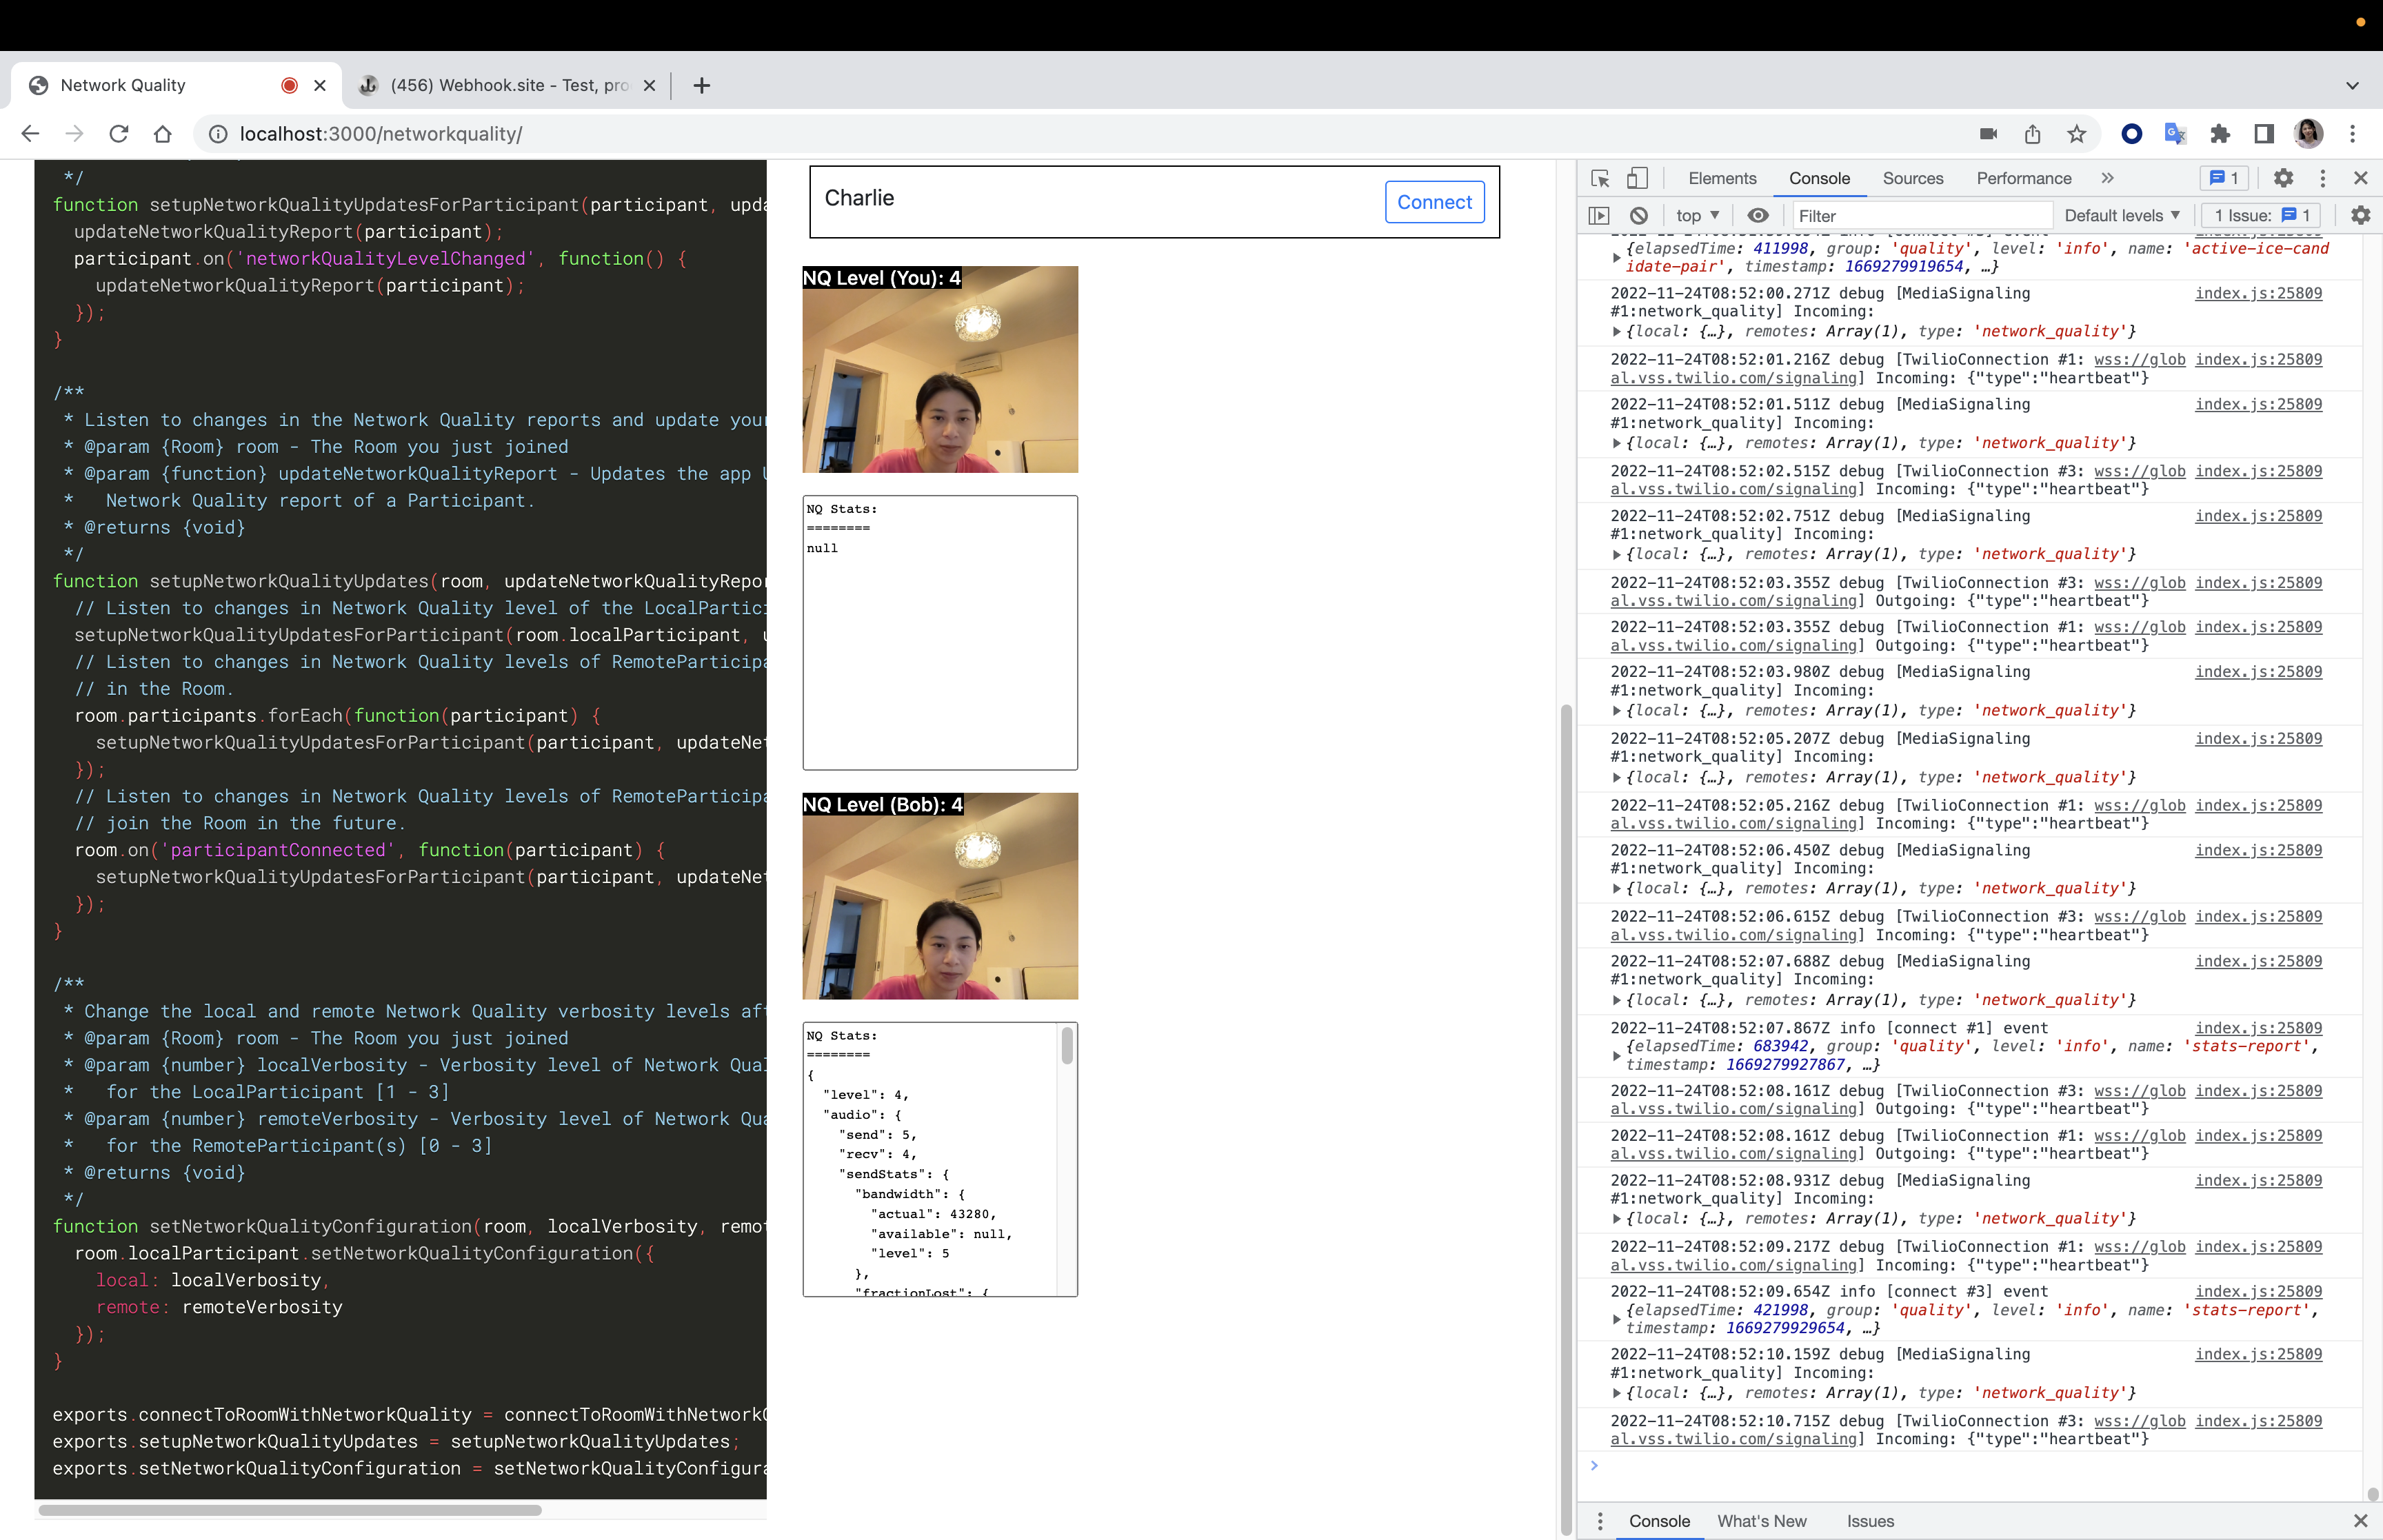 Network Quality
(456) Webhook.site - Test, pro
localhost:3000/networkquality/
*/
function setupNetworkQualityUpdatesForParticipant(participant, upda
updateNetworkQualityReport(participant);
participant.on('networkQualityLevelChanged', function() {
updateNetworkQualityReport(participant);
});
}
/**
* Listen to changes in the Network Quality reports and update your
* @param {Room} room - The Room you just joined
* @param {function} updateNetworkQualityReport - Updates the app U
*   Network Quality report of a Participant.
* @returns {void}
*/
function setupNetworkQualityUpdates(room, updateNetworkQualityRepor
// Listen to changes in Network Quality level of the LocalPartici
setupNetworkQualityUpdatesForParticipant(room.localParticipant, u
// Listen to changes in Network Quality levels of RemoteParticipa
// in the Room.
room.participants.forEach(function(participant) {
setupNetworkQualityUpdatesForParticipant(participant, updateNet
});
// Listen to changes in Network Quality levels of RemoteParticipa
// join the Room in the future.
room.on('participantConnected', function(participant) {
setupNetworkQualityUpdatesForParticipant(participant, updateNet
});
}
/**
* Change the local and remote Network Quality verbosity levels aft
* @param {Room} room - The Room you just joined
* @param {number} localVerbosity - Verbosity level of Network Qual
*   for the LocalParticipant [1 - 3]
* @param {number} remoteVerbosity - Verbosity level of Network Qua
*   for the RemoteParticipant(s) [0 - 3]
* @returns {void}
*/
function setNetworkQualityConfiguration(room, localVerbosity, remot
room.localParticipant.setNetworkQualityConfiguration({
local: localVerbosity,
remote: remoteVerbosity
});
}
exports.connectToRoomWithNetworkQuality = connectToRoomWithNetworkQ
exports.setupNetworkQualityUpdates = setupNetworkQualityUpdates;
exports.setNetworkQualityConfiguration = setNetworkQualityConfigura
Charlie
Connect
NQ Level (You): 4
NQ Stats:
========
null
NQ Level (Bob): 4
NQ Stats:
========
{
"level": 4,
"audio": {
"send": 5,
"recv": 4,
"sendStats": {
"bandwidth": {
"actual": 43280,
"available": null,
"level": 5
},
"fractionLost": {
Elements Console Sources Performance » 1
top Filter Default levels 1 Issue: 1
{elapsedTime: 411998, group: 'quality', level: 'info', name: 'active-ice-cand
idate-pair', timestamp: 1669279919654, …}
2022-11-24T08:52:00.271Z debug [MediaSignaling index.js:25809
#1:network_quality] Incoming:
{local: {…}, remotes: Array(1), type: 'network_quality'}
2022-11-24T08:52:01.216Z debug [TwilioConnection #1: wss://glob index.js:25809
al.vss.twilio.com/signaling] Incoming: {"type":"heartbeat"}
2022-11-24T08:52:01.511Z debug [MediaSignaling index.js:25809
#1:network_quality] Incoming:
{local: {…}, remotes: Array(1), type: 'network_quality'}
2022-11-24T08:52:02.515Z debug [TwilioConnection #3: wss://glob index.js:25809
al.vss.twilio.com/signaling] Incoming: {"type":"heartbeat"}
2022-11-24T08:52:02.751Z debug [MediaSignaling index.js:25809
#1:network_quality] Incoming:
{local: {…}, remotes: Array(1), type: 'network_quality'}
2022-11-24T08:52:03.355Z debug [TwilioConnection #3: wss://glob index.js:25809
al.vss.twilio.com/signaling] Outgoing: {"type":"heartbeat"}
2022-11-24T08:52:03.355Z debug [TwilioConnection #1: wss://glob index.js:25809
al.vss.twilio.com/signaling] Outgoing: {"type":"heartbeat"}
2022-11-24T08:52:03.980Z debug [MediaSignaling index.js:25809
#1:network_quality] Incoming:
{local: {…}, remotes: Array(1), type: 'network_quality'}
2022-11-24T08:52:05.207Z debug [MediaSignaling index.js:25809
#1:network_quality] Incoming:
{local: {…}, remotes: Array(1), type: 'network_quality'}
2022-11-24T08:52:05.216Z debug [TwilioConnection #1: wss://glob index.js:25809
al.vss.twilio.com/signaling] Incoming: {"type":"heartbeat"}
2022-11-24T08:52:06.450Z debug [MediaSignaling index.js:25809
#1:network_quality] Incoming:
{local: {…}, remotes: Array(1), type: 'network_quality'}
2022-11-24T08:52:06.615Z debug [TwilioConnection #3: wss://glob index.js:25809
al.vss.twilio.com/signaling] Incoming: {"type":"heartbeat"}
2022-11-24T08:52:07.688Z debug [MediaSignaling index.js:25809
#1:network_quality] Incoming:
{local: {…}, remotes: Array(1), type: 'network_quality'}
2022-11-24T08:52:07.867Z info [connect #1] event index.js:25809
{elapsedTime: 683942, group: 'quality', level: 'info', name: 'stats-report',
timestamp: 1669279927867, …}
2022-11-24T08:52:08.161Z debug [TwilioConnection #3: wss://glob index.js:25809
al.vss.twilio.com/signaling] Outgoing: {"type":"heartbeat"}
2022-11-24T08:52:08.161Z debug [TwilioConnection #1: wss://glob index.js:25809
al.vss.twilio.com/signaling] Outgoing: {"type":"heartbeat"}
2022-11-24T08:52:08.931Z debug [MediaSignaling index.js:25809
#1:network_quality] Incoming:
{local: {…}, remotes: Array(1), type: 'network_quality'}
2022-11-24T08:52:09.217Z debug [TwilioConnection #1: wss://glob index.js:25809
al.vss.twilio.com/signaling] Incoming: {"type":"heartbeat"}
2022-11-24T08:52:09.654Z info [connect #3] event index.js:25809
{elapsedTime: 421998, group: 'quality', level: 'info', name: 'stats-report',
timestamp: 1669279929654, …}
2022-11-24T08:52:10.159Z debug [MediaSignaling index.js:25809
#1:network_quality] Incoming:
{local: {…}, remotes: Array(1), type: 'network_quality'}
2022-11-24T08:52:10.715Z debug [TwilioConnection #3: wss://glob index.js:25809
al.vss.twilio.com/signaling] Incoming: {"type":"heartbeat"}
Console What's New Issues